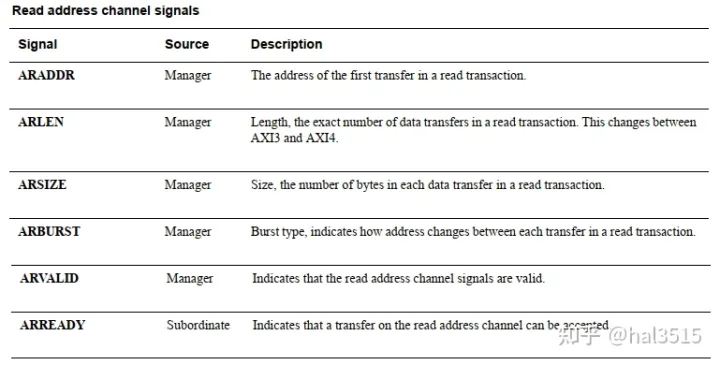 Read address channel signals
Signal Source Description
ARADDR Manager The address of the first transfer in a read transaction.
ARLEN Manager Length, the exact number of data transfers in a read transaction. This changes between
AXI3 and AXI4.
ARSIZE Manager Size, the number of bytes in each data transfer in a read transaction.
ARBURST Manager Burst type, indicates how address changes between each transfer in a read transaction.
ARVALID Manager Indicates that the read address channel signals are valid.
ARREADY Subordinate Indicates that a transfer on the read address channel can be accepted
知乎 @hal3515